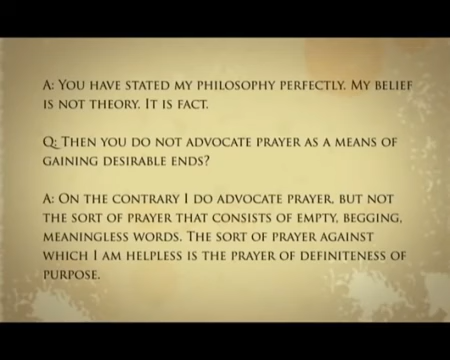 A: You have stated my philosophy perfectly. My belief
is not theory. It is fact.
Q: Then you do not advocate prayer as a means of
gaining desirable ends?
A: On the contrary I do advocate prayer, but not
the sort of prayer that consists of empty, begging,
meaningless words. The sort of prayer against
which I am helpless is the prayer of definiteness of
purpose.